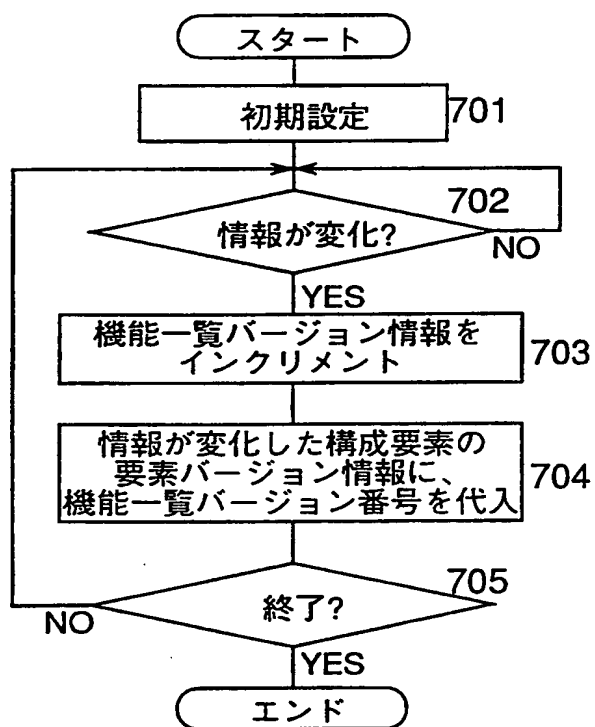 スタート
初期設定
701
702
情報が変化?
NO
YES
機能一覧バージョン情報を
インクリメント
703
情報が変化した構成要素の
要素バージョン情報に、
機能一覧バージョン番号を代入
704
705
終了?
NO
YES
エンド